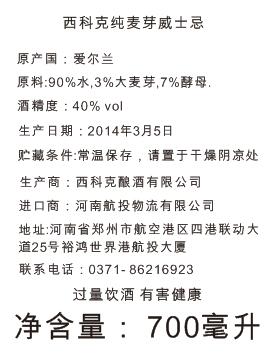 西科克纯麦芽威士忌
原产国：爱尔兰
原料:90%水,3%大麦芽,7%酵母.
酒精度：40% vol
生产日期：2014年3月5日
贮藏条件:常温保存，请置于干燥阴凉处
生产商：西科克酿酒有限公司
进口商：河南航投物流有限公司
地址:河南省郑州市航空港区四港联动大
道25号裕鸿世界港航投大厦
联系电话：0371- 86216923
过量饮酒 有害健康
净含量： 700毫升